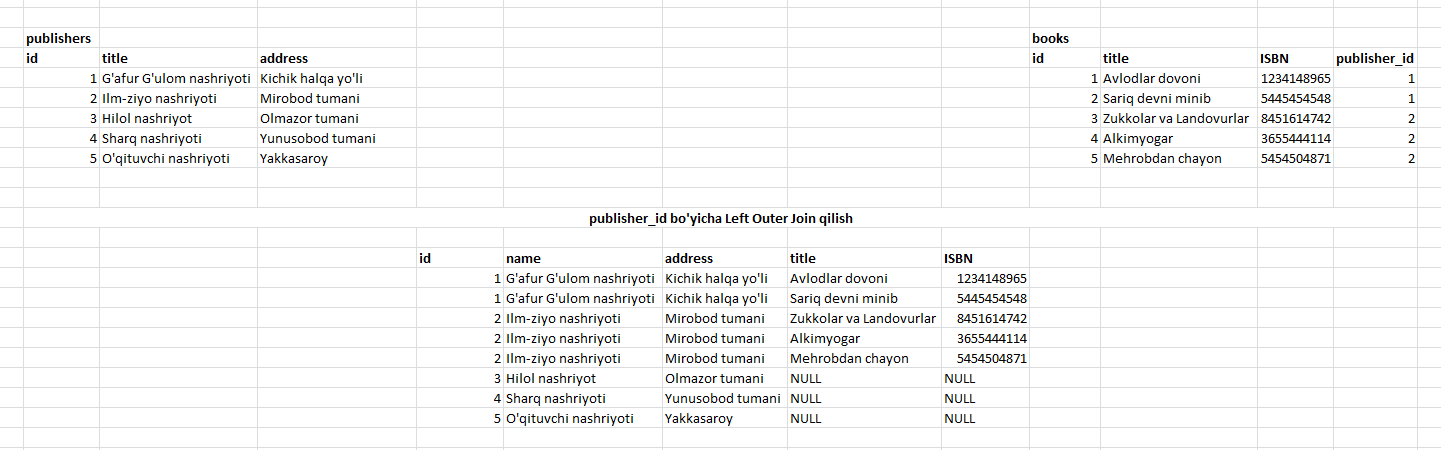 publishers books
id title address id title ISBN publisher_id
1 G'afur G'ulom nashriyoti Kichik halqa yo'li 1 Avlodlar dovoni 1234148965 1
2 Ilm-ziyo nashriyoti Mirobod tumani 2 Sariq devni minib 5445454548 1
3 Hilol nashriyot Olmazor tumani 3 Zukkolar va Landovurlar 8451614742 2
4 Sharq nashriyoti Yunusobod tumani 4 Alkimyogar 3655444114 2
5 O'qituvchi nashriyoti Yakkasaroy 5 Mehrobdan chayon 5454504871 2
publisher_id bo'yicha Left Outer Join qilish
id name address title ISBN
1 G'afur G'ulom nashriyoti Kichik halqa yo'li Avlodlar dovoni 1234148965
1 G'afur G'ulom nashriyoti Kichik halqa yo'li Sariq devni minib 5445454548
2 Ilm-ziyo nashriyoti Mirobod tumani Zukkolar va Landovurlar 8451614742
2 Ilm-ziyo nashriyoti Mirobod tumani Alkimyogar 3655444114
2 Ilm-ziyo nashriyoti Mirobod tumani Mehrobdan chayon 5454504871
3 Hilol nashriyot Olmazor tumani NULL NULL
4 Sharq nashriyoti Yunusobod tumani NULL NULL
5 O'qituvchi nashriyoti Yakkasaroy NULL NULL